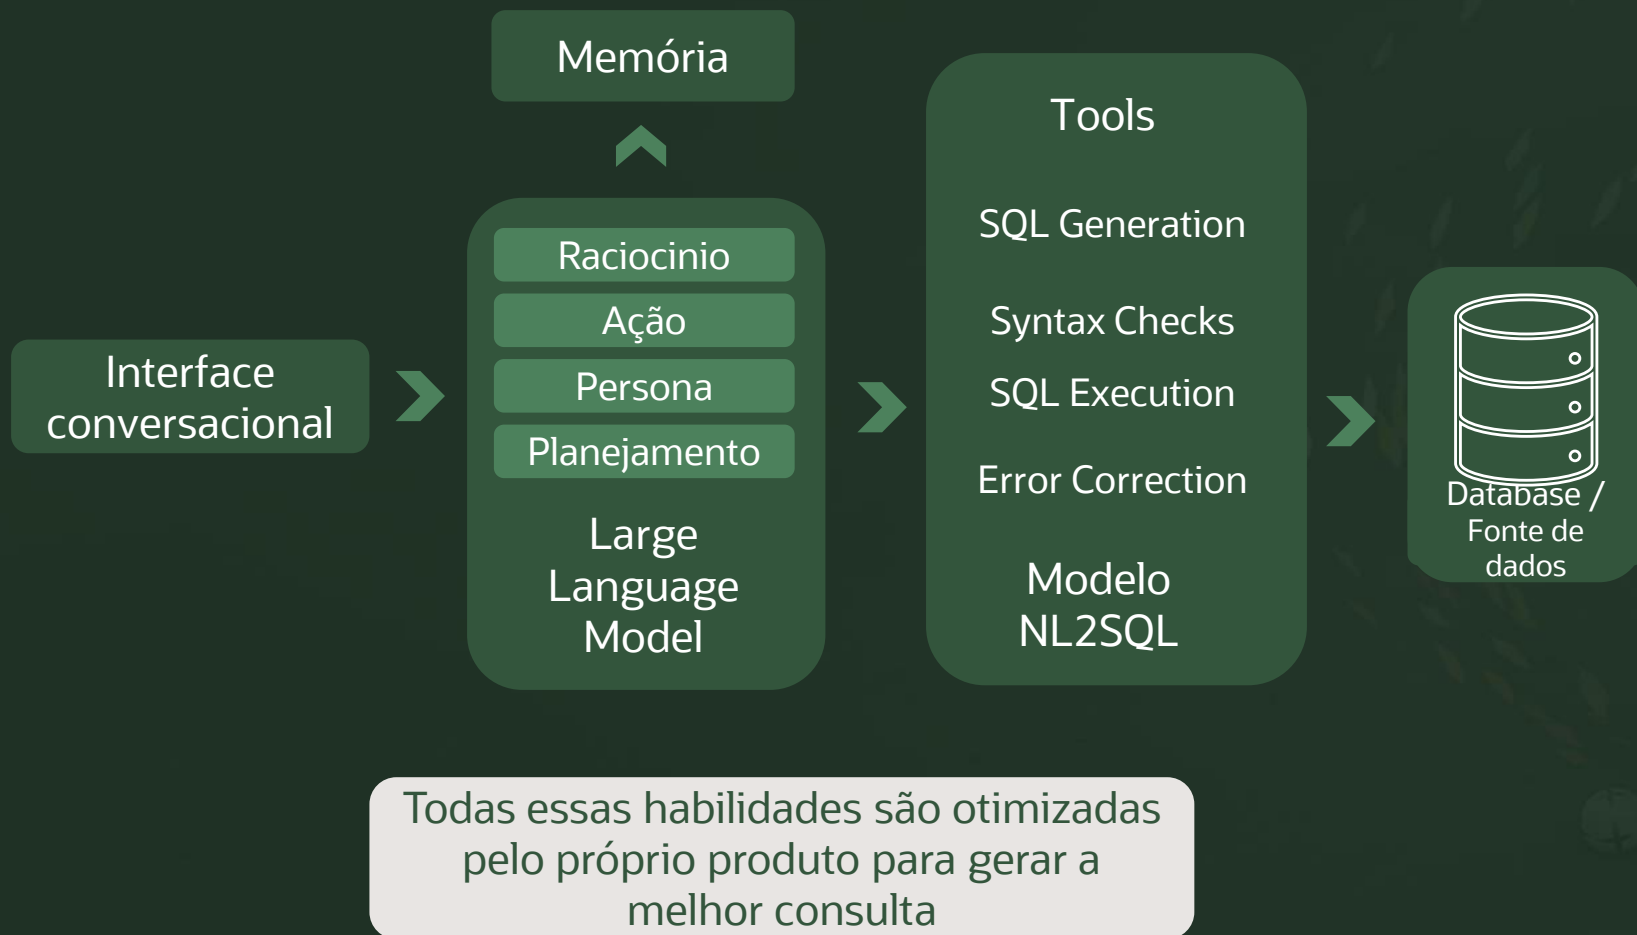 Memória
Interface
conversacional
Raciocinio
Ação
Persona
Planejamento
Large
Language
Model
Tools
SQL Generation
Syntax Checks
SQL Execution
Error Correction
Modelo
NL2SQL
Database /
Fonte de
dados
Todas essas habilidades são otimizadas
pelo próprio produto para gerar a
melhor consulta